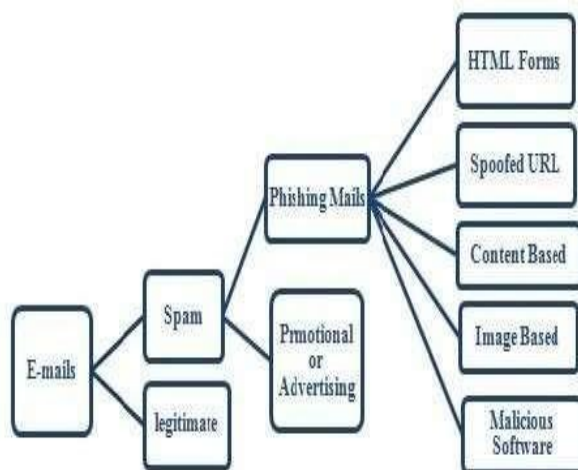 HTML Forms
Spoofed URL
Phishing Mails
Content Based
Spam
Prmotional
or
Advertising
Image Based
E-mails
legitimate
Malicious
Software